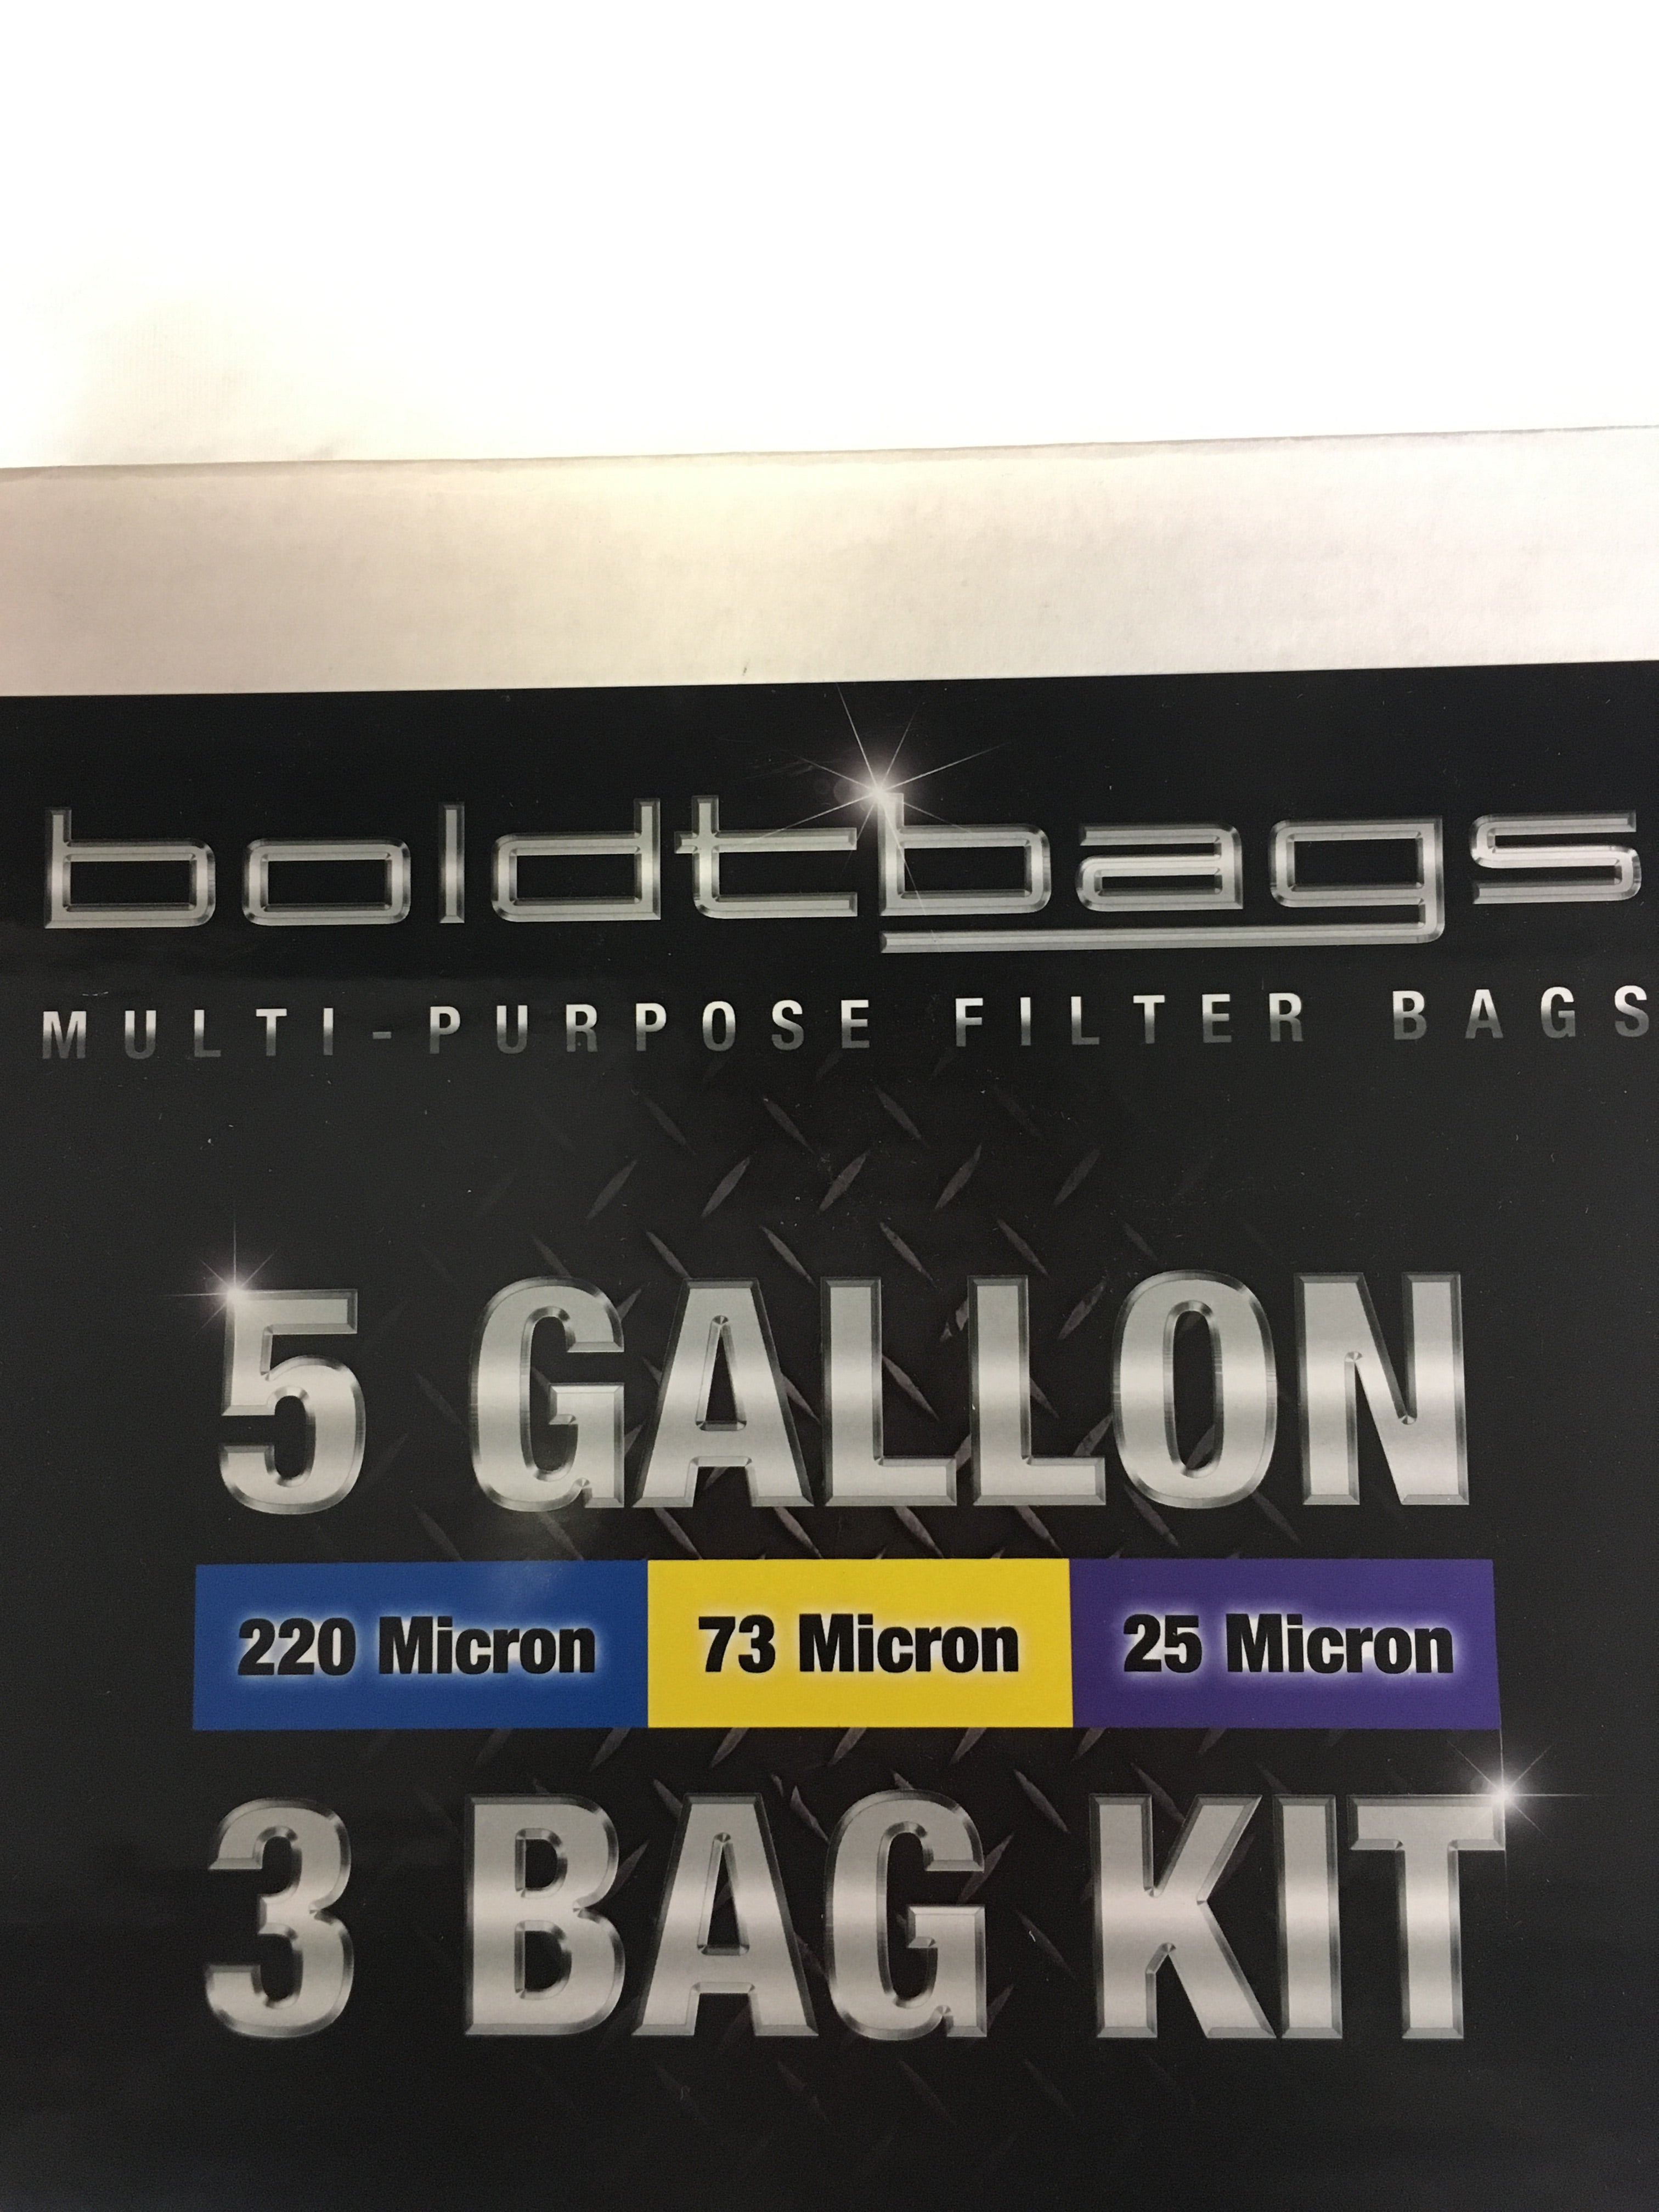 boldtbags
MULTI-PURPOSE FILTER BAGS
5 GALLON
220 Micron 73 Micron 25 Micron
3 BAG KIT